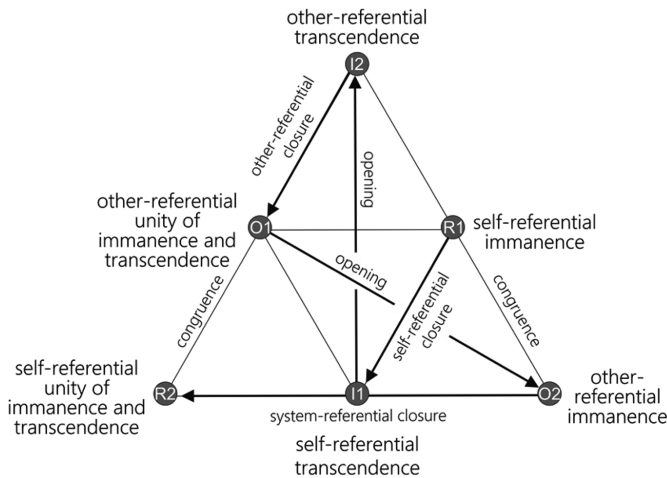 other-referential
transcendence
I2
other-referential
closure
opening
other-referential
unity of
immanence and
transcendence
O1
R1
self-referential
immanence
opening
self-referential
closure
congruence
congruence
self-referential
unity of
immanence and
transcendence
R2
I1
O2
other-
referential
immanence
system-referential closure
self-referential
transcendence